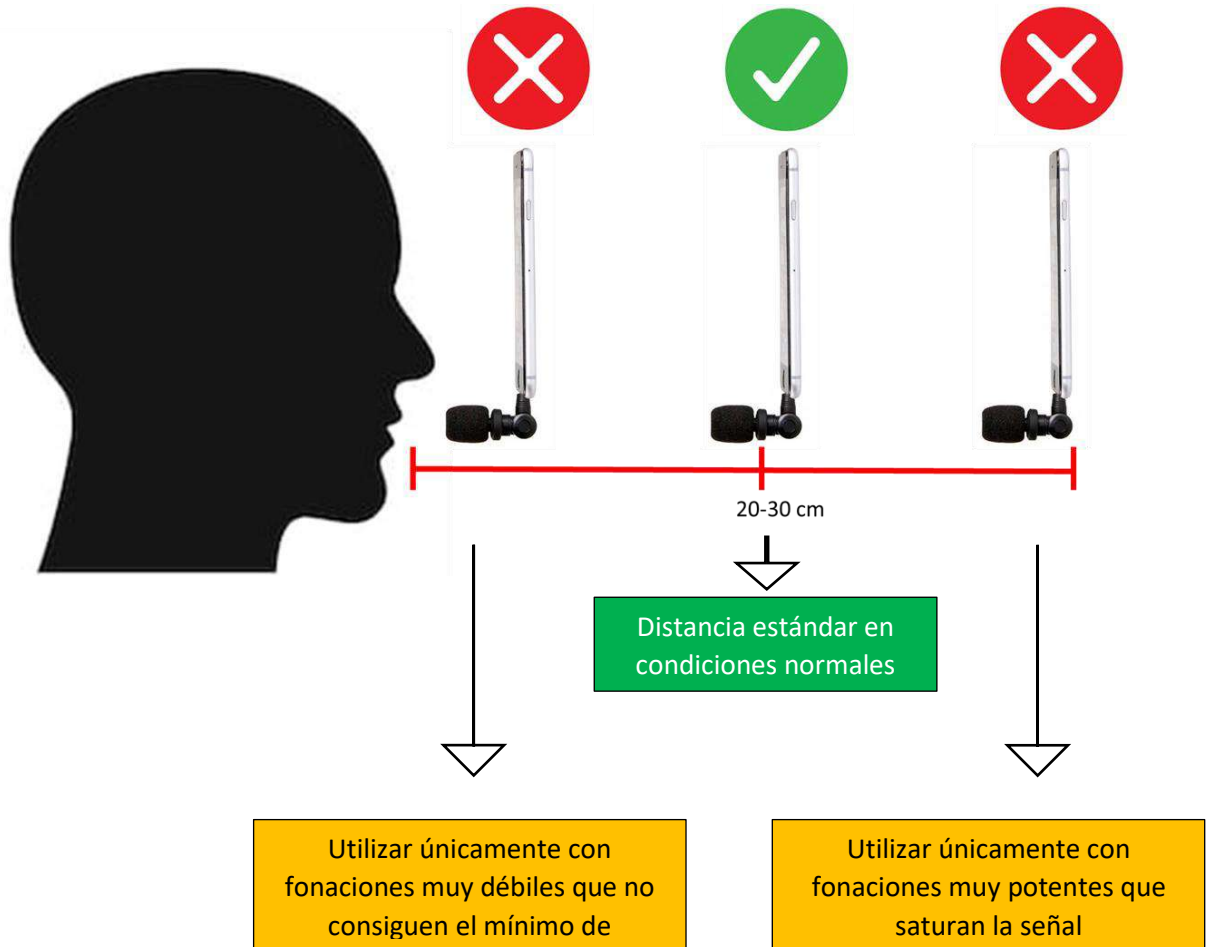 20-30 cm
Distancia estándar en
condiciones normales
Utilizar únicamente con
fonaciones muy débiles que no
consiguen el mínimo de
Utilizar únicamente con
fonaciones muy potentes que
saturan la señal